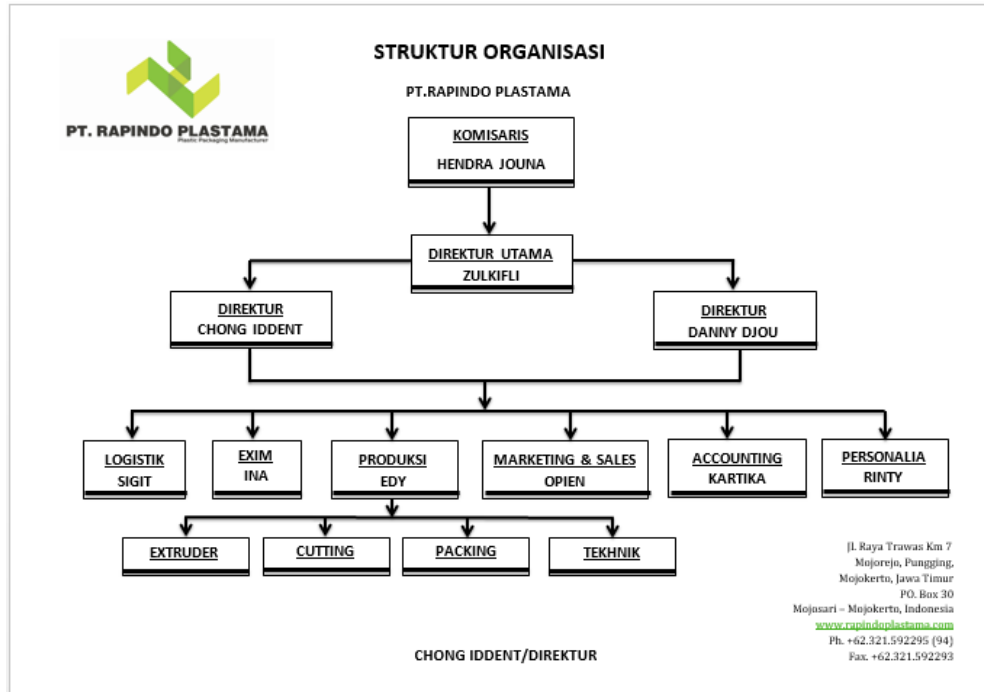 STRUKTUR ORGANISASI
PT.RAPINDO PLASTAMA
PT. RAPINDO PLASTAMA
Plastic Packaging Manufacturer
KOMISARIS
HENDRA JOUNA
DIREKTUR UTAMA
ZULKIFLI
DIREKTUR
CHONG IDDENT
DIREKTUR
DANNY DJOU
LOGISTIK
SIGIT
EXIM
INA
PRODUKSI
EDY
MARKETING & SALES
OPIEN
ACCOUNTING
KARTIKA
PERSONALIA
RINTY
EXTRUDER
CUTTING
PACKING
TEKHNIK
Jl. Raya Trawas Km 7
Mojorejo, Pungging,
Mojokerto, Jawa Timur
PO. Box 30
Mojosari – Mojokerto, Indonesia
www.rapindoplastama.com
Ph. +62.321.592295 (94)
Fax. +62.321.592293
CHONG IDDENT/DIREKTUR